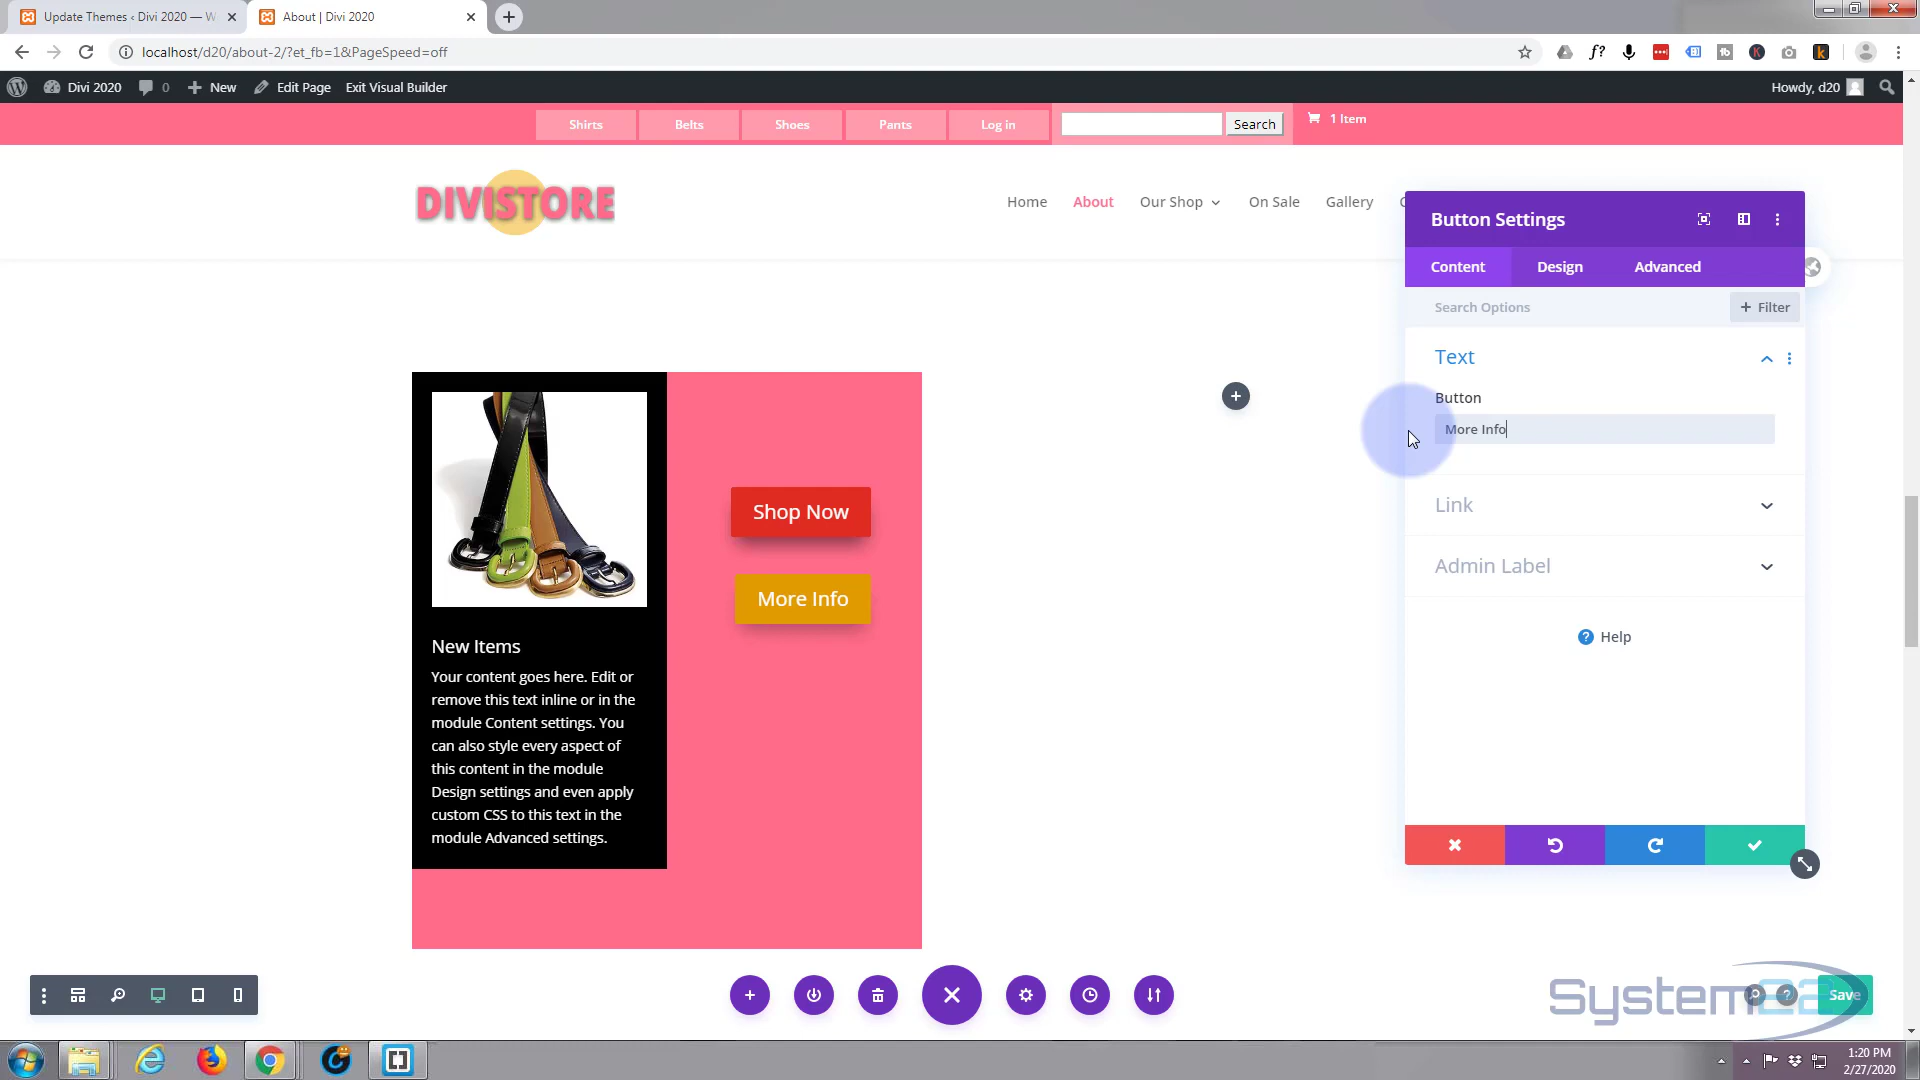 Update Themes ‹ Divi 2020 — W
About | Divi 2020
localhost/d20/about-2/?et_fb=1&PageSpeed=off
Divi 2020
0
New
Edit Page
Exit Visual Builder
Howdy, d20
Shirts
Belts
Shoes
Pants
Log in
Search
1 Item
DIVISTORE
Home
About
Our Shop
On Sale
Gallery
Button Settings
Content
Design
Advanced
Search Options
+ Filter
Text
Button
More Info
Link
Admin Label
Help
Shop Now
More Info
New Items
Your content goes here. Edit or
remove this text inline or in the
module Content settings. You
can also style every aspect of
this content in the module
Design settings and even apply
custom CSS to this text in the
module Advanced settings.
System22
Save
1:20 PM
2/27/2020